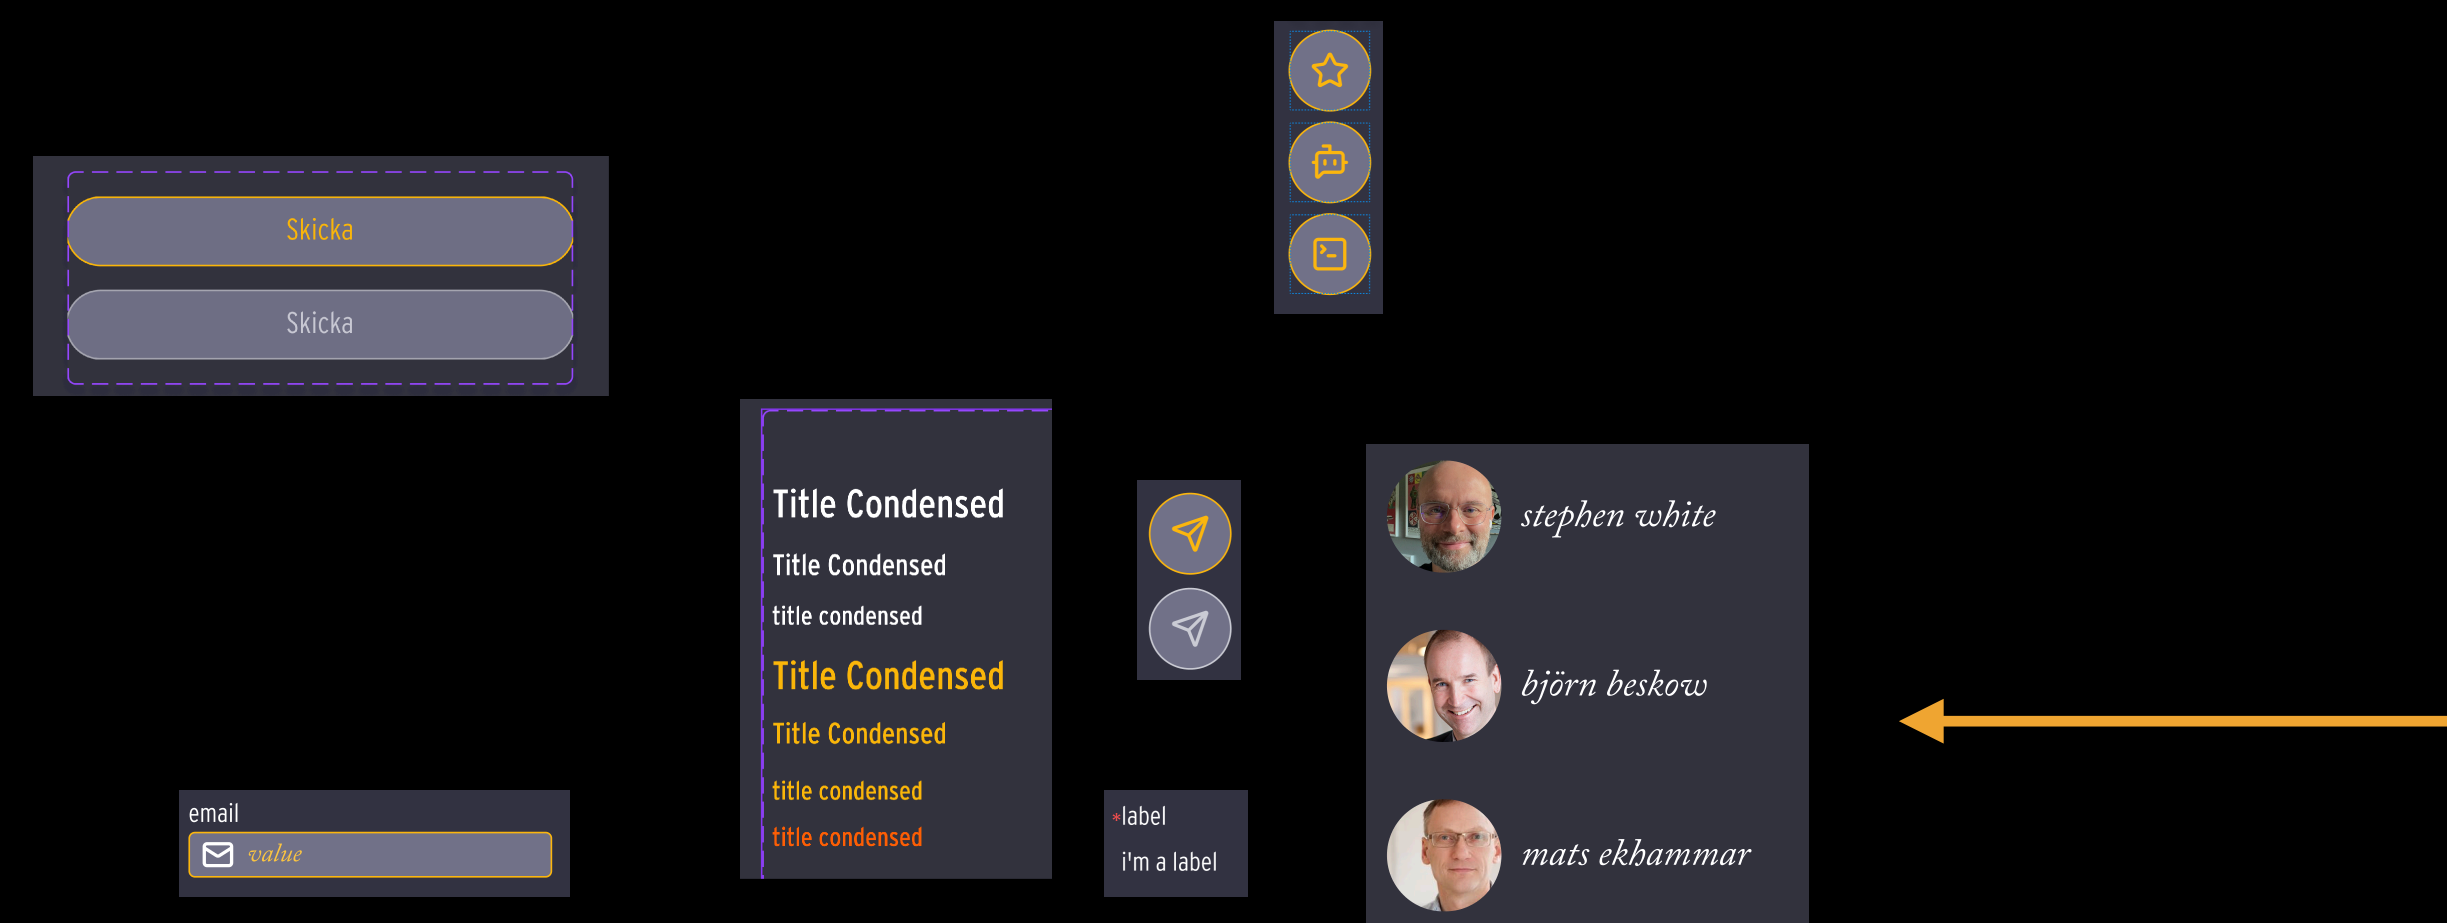 Skicka
Skicka
Title Condensed
Title Condensed
title condensed
Title Condensed
Title Condensed
title condensed
title condensed
email
value
*label
i'm a label
stephen white
björn beskow
mats ekhammar